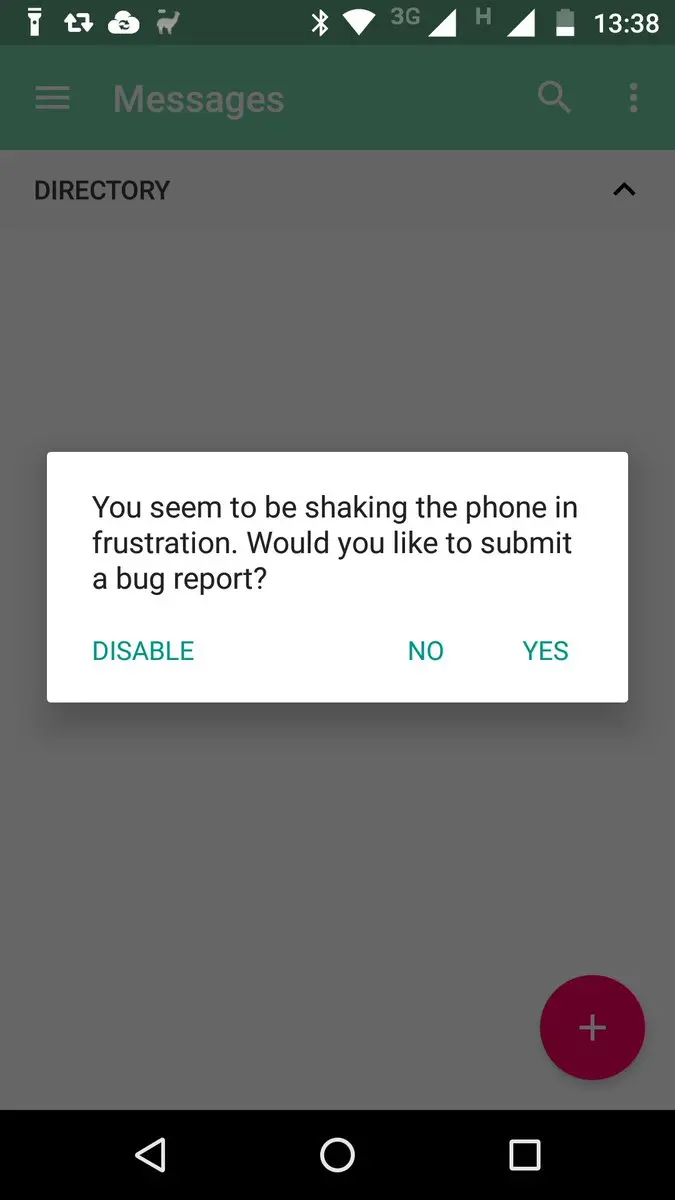 3G H 13:38
Messages
DIRECTORY
You seem to be shaking the phone in
frustration. Would you like to submit
a bug report?
DISABLE NO YES